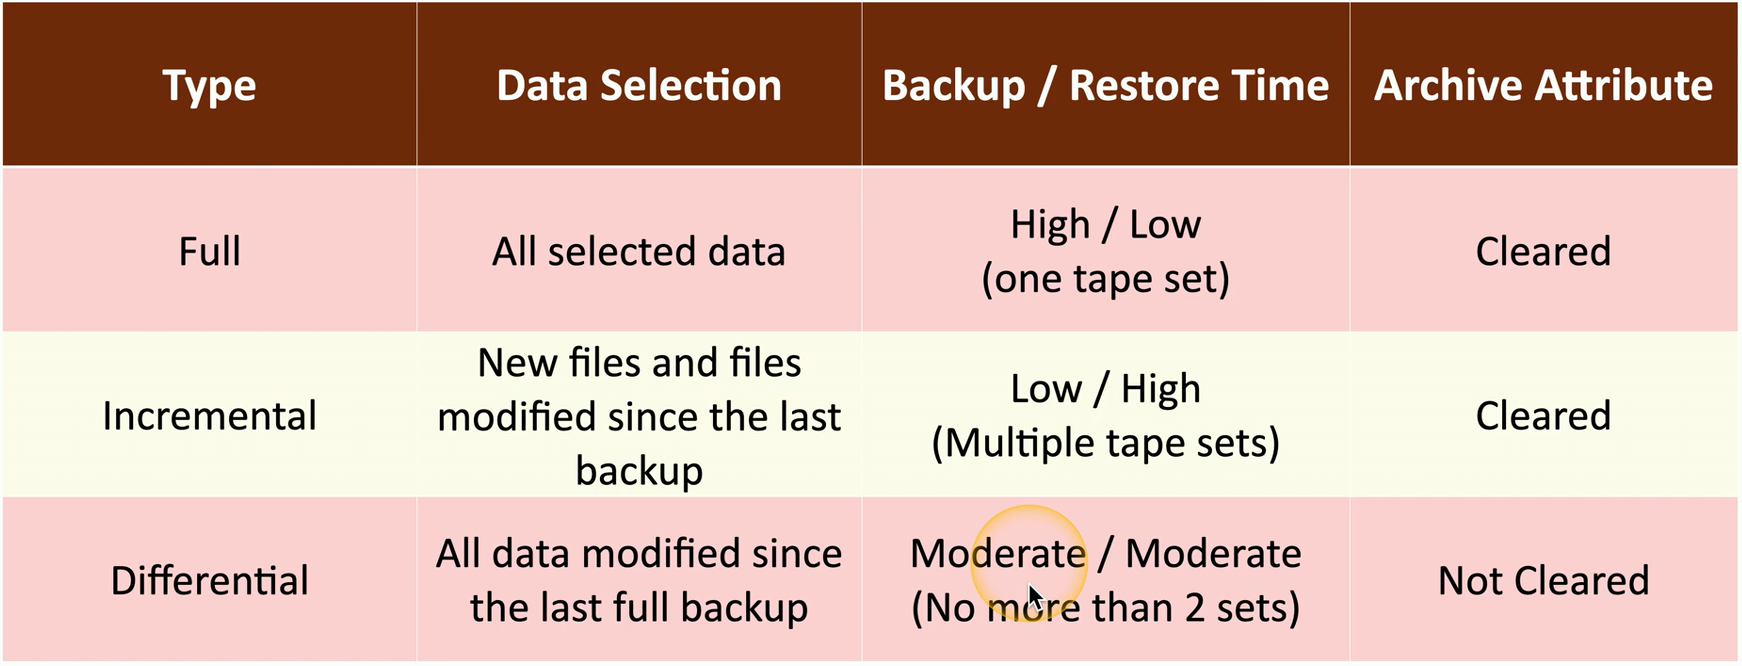 Type
Data Selection
Backup / Restore Time
Archive Attribute
Full
All selected data
High / Low
(one tape set)
Cleared
Incremental
New files and files
modified since the last
backup
Low / High
(Multiple tape sets)
Cleared
Differential
All data modified since
the last full backup
Moderate / Moderate
(No more than 2 sets)
Not Cleared